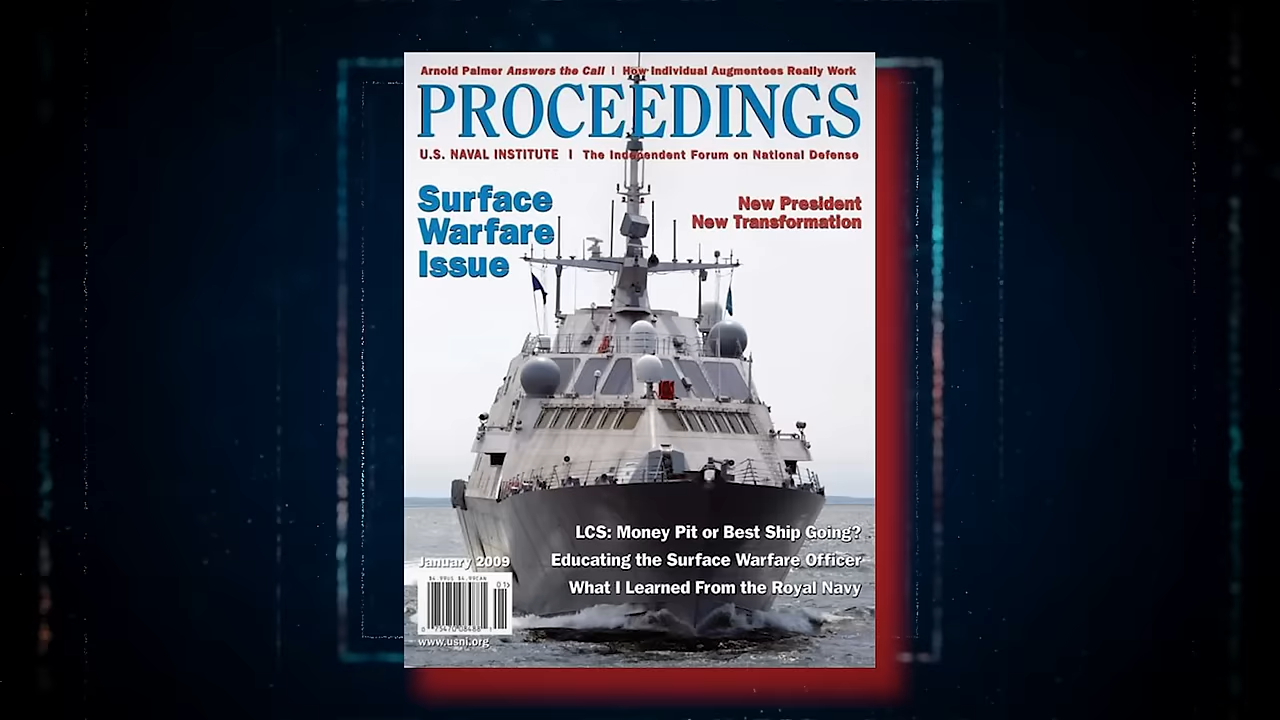 Arnold Palmer Answers the Call | How Individual Augmentees Really Work
PROCEEDINGS
U.S. NAVAL INSTITUTE | The Independent Forum on National Defense
Surface
Warfare
Issue
New President
New Transformation
LCS: Money Pit or Best Ship Going?
Educating the Surface Warfare Officer
What I Learned From the Royal Navy
January 2009
www.usni.org